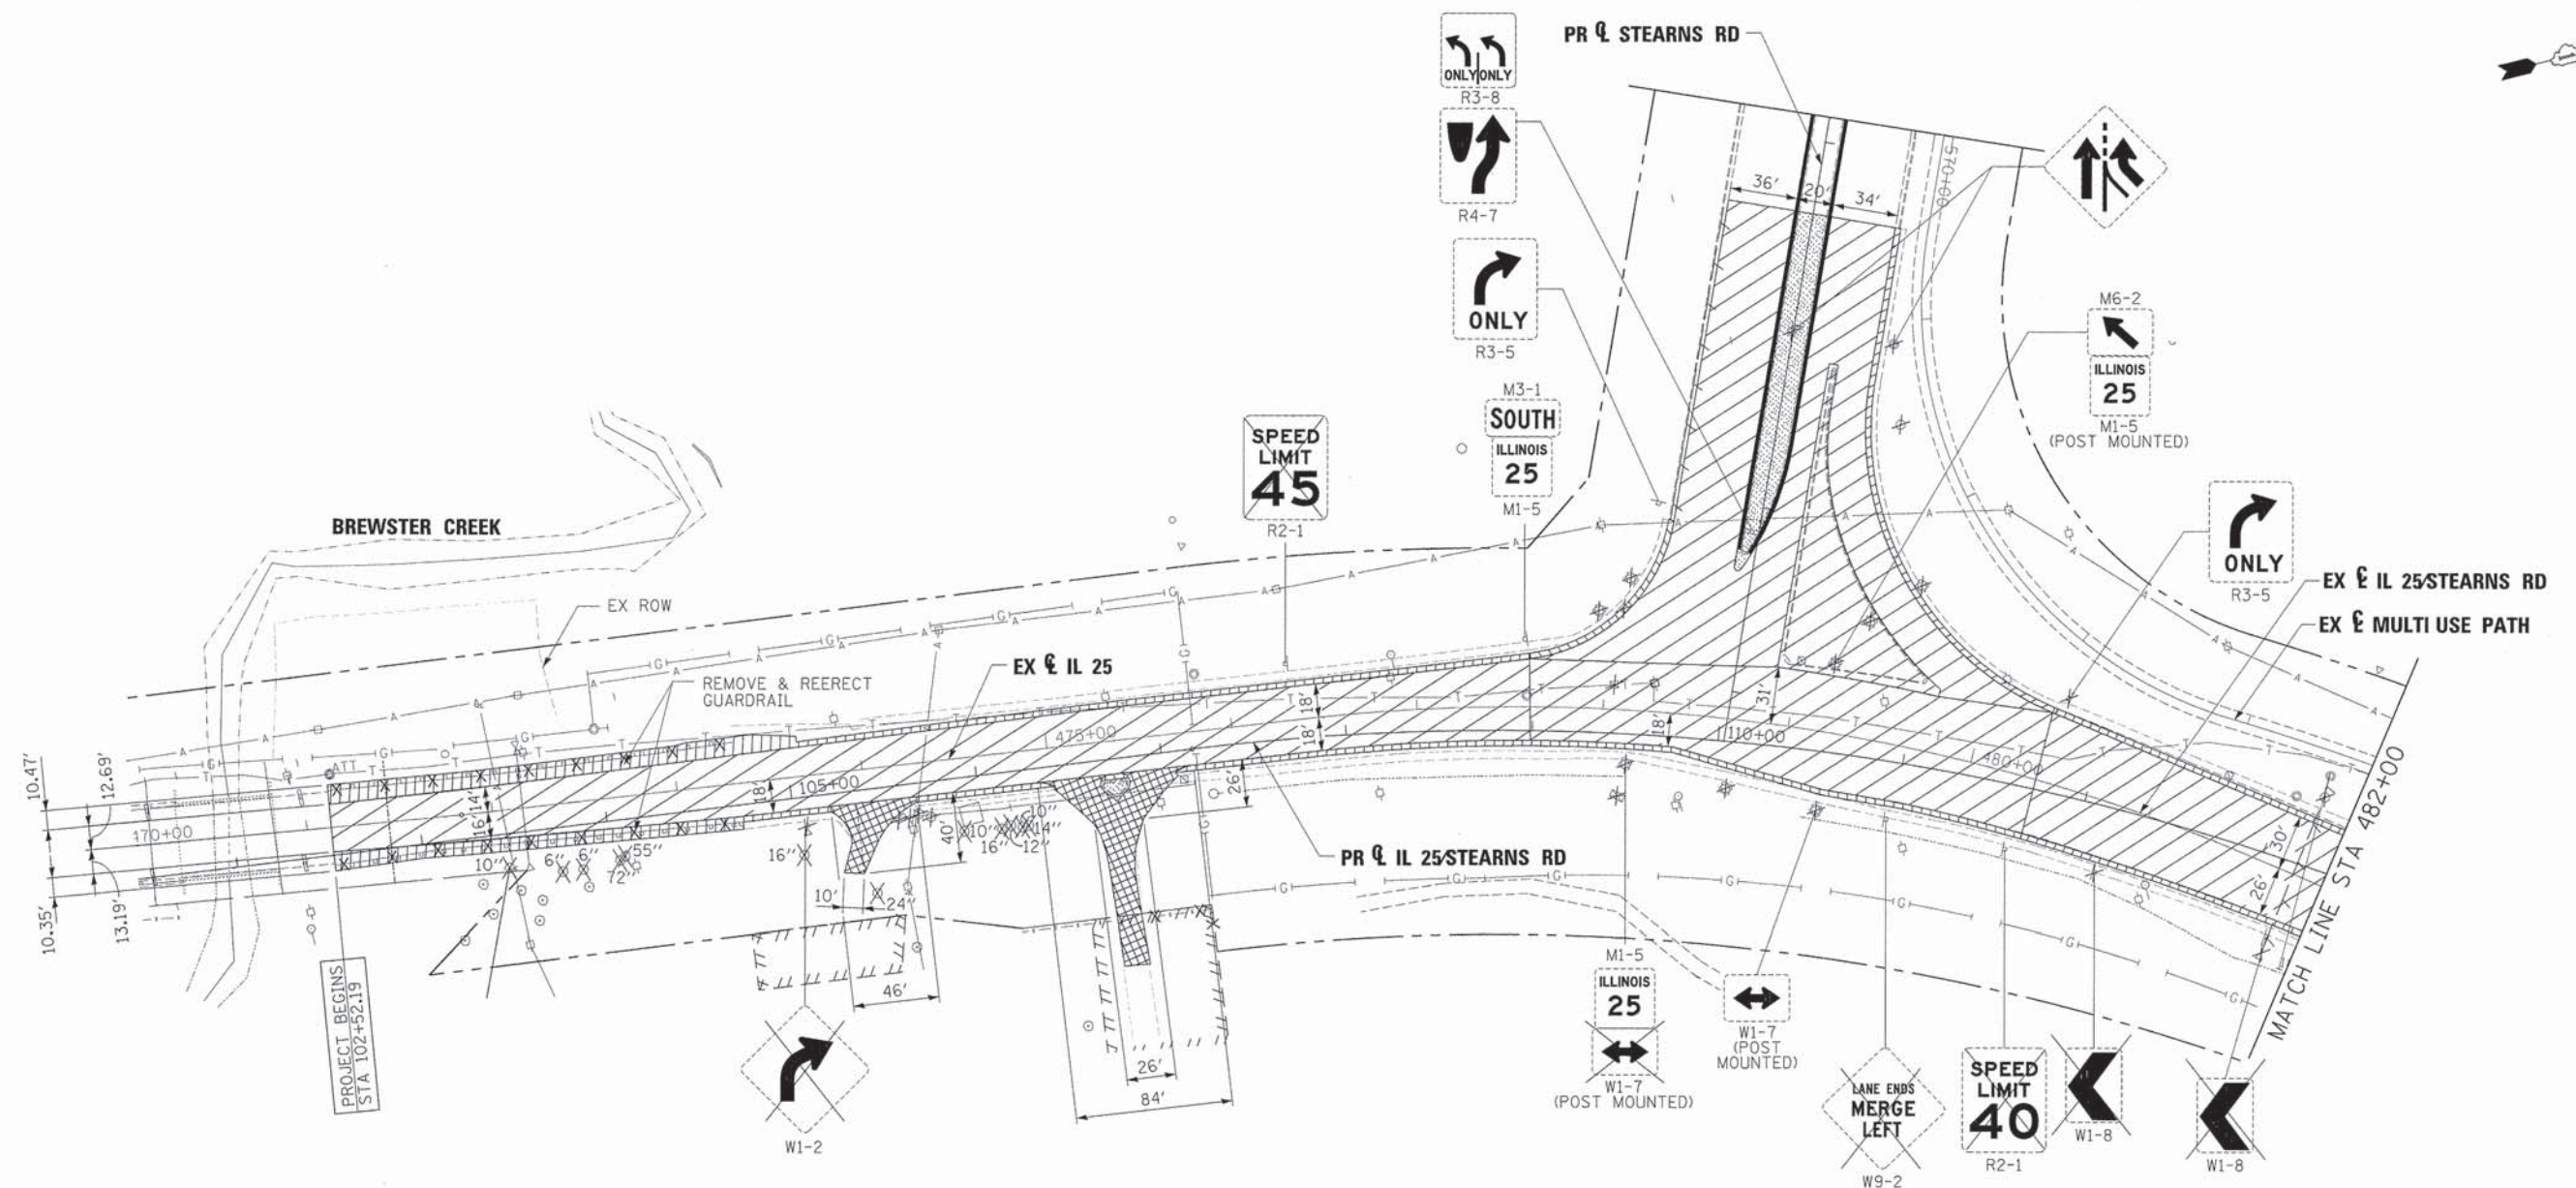 PR ℄ STEARNS RD
ONLY ONLY
R3-8
R4-7
ONLY
R3-5
M3-1
SOUTH
ILLINOIS
25
M1-5
SPEED
LIMIT
45
R2-1
36'
20'
34'
570+00
M6-2
ILLINOIS
25
M1-5
(POST MOUNTED)
ONLY
R3-5
EX ℄ IL 25/STEARNS RD
EX ℄ MULTI USE PATH
BREWSTER CREEK
EX ROW
REMOVE & REERECT
GUARDRAIL
EX ℄ IL 25
ATT
10.47'
12.69'
170+00
10.35'
13.19'
14'
16'
18'
105+00
475+00
18'
18'
18'
31'
110+00
480+00
30'
26'
MATCH LINE STA 482+00
10"
6"
6"
55"
72"
16"
10'
24"
40'
10"
16"
10"
14"
12"
26'
46'
26'
84'
PR ℄ IL 25/STEARNS RD
PROJECT BEGINS
STA 102+52.19
W1-2
M1-5
ILLINOIS
25
W1-7
(POST MOUNTED)
W1-7
(POST
MOUNTED)
LANE ENDS
MERGE
LEFT
W9-2
SPEED
LIMIT
40
R2-1
W1-8
W1-8